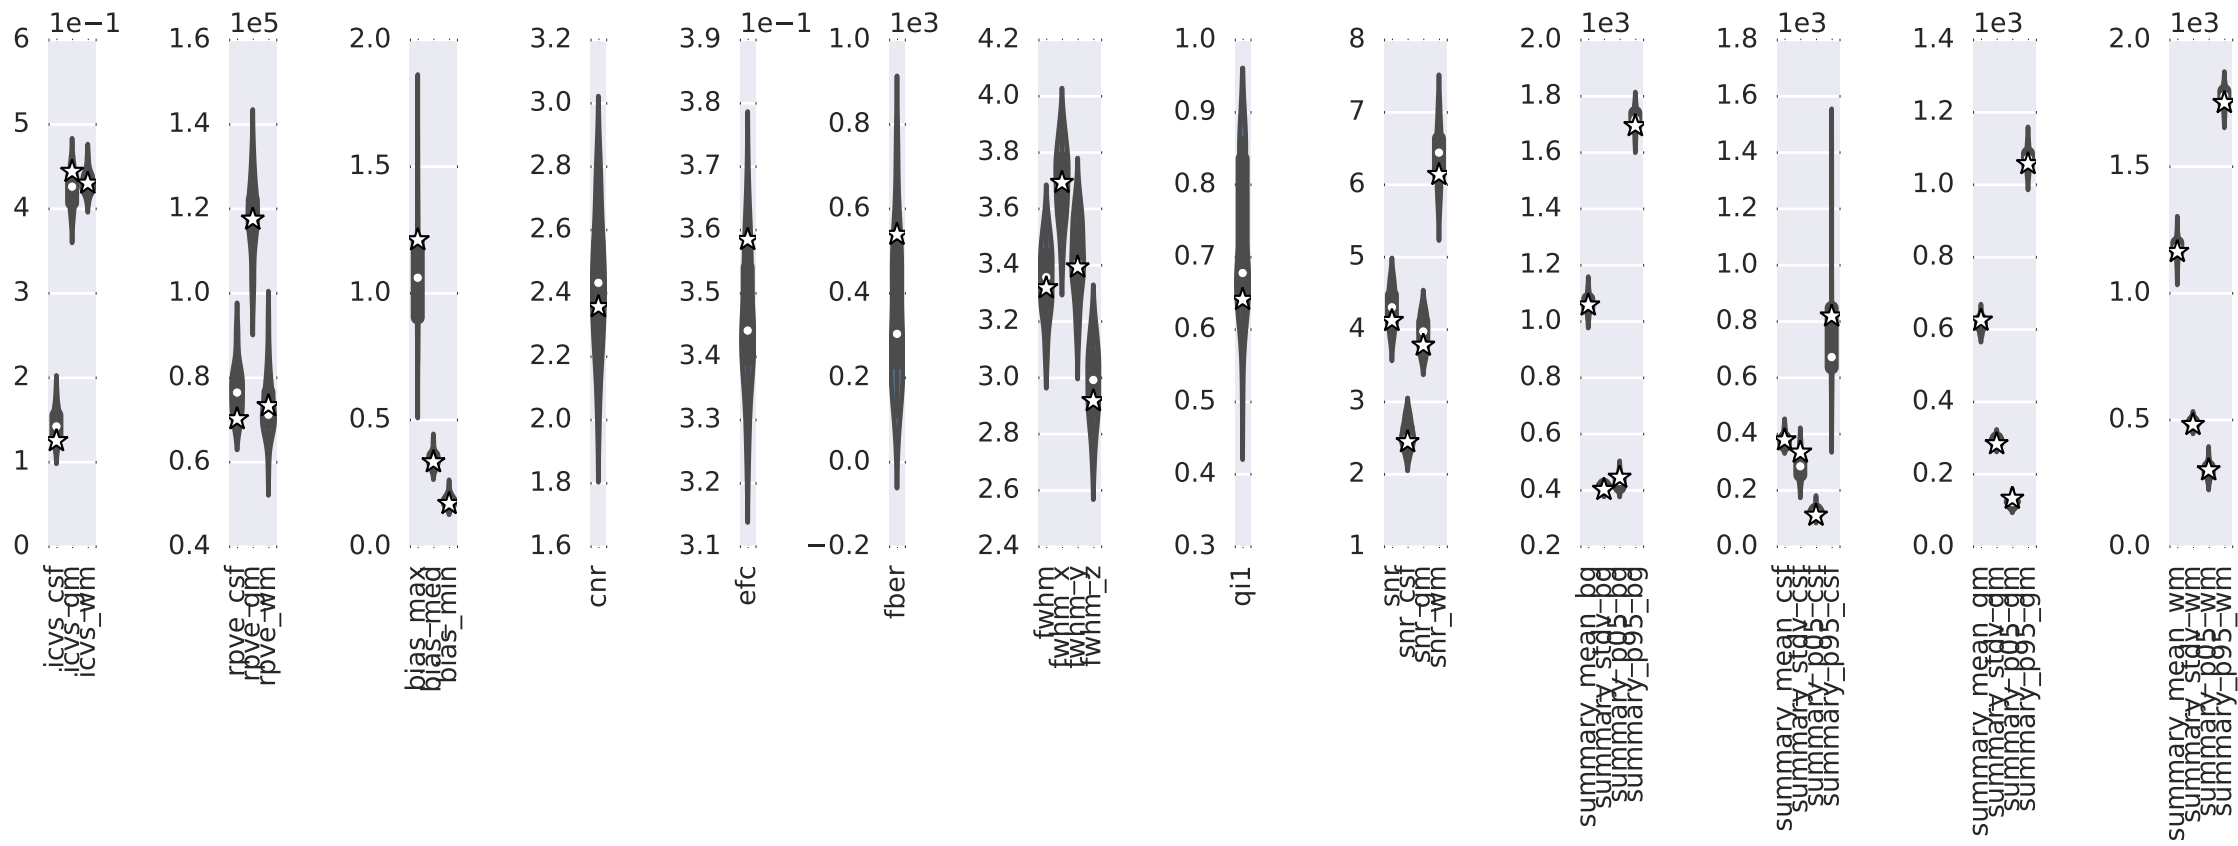 1e−1
6
5
4
3
2
1
0
icvs_csf
icvs_gm
icvs_wm
1e5
1.6
1.4
1.2
1.0
0.8
0.6
0.4
rpve_csf
rpve_gm
rpve_wm
2.0
1.5
1.0
0.5
0.0
bias_max
bias_med
bias_min
3.2
3.0
2.8
2.6
2.4
2.2
2.0
1.8
1.6
cnr
1e−1
3.9
3.8
3.7
3.6
3.5
3.4
3.3
3.2
3.1
efc
1e3
1.0
0.8
0.6
0.4
0.2
0.0
−0.2
fber
4.2
4.0
3.8
3.6
3.4
3.2
3.0
2.8
2.6
2.4
fwhm
fwhm_x
fwhm_y
fwhm_z
1.0
0.9
0.8
0.7
0.6
0.5
0.4
0.3
qi1
8
7
6
5
4
3
2
1
snr
snr_csf
snr_gm
snr_wm
1e3
2.0
1.8
1.6
1.4
1.2
1.0
0.8
0.6
0.4
0.2
summary_mean_bg
summary_stdv_bg
summary_p05_bg
summary_p95_bg
1e3
1.8
1.6
1.4
1.2
1.0
0.8
0.6
0.4
0.2
0.0
summary_mean_csf
summary_stdv_csf
summary_p05_csf
summary_p95_csf
1e3
1.4
1.2
1.0
0.8
0.6
0.4
0.2
0.0
summary_mean_gm
summary_stdv_gm
summary_p05_gm
summary_p95_gm
1e3
2.0
1.5
1.0
0.5
0.0
summary_mean_wm
summary_stdv_wm
summary_p05_wm
summary_p95_wm